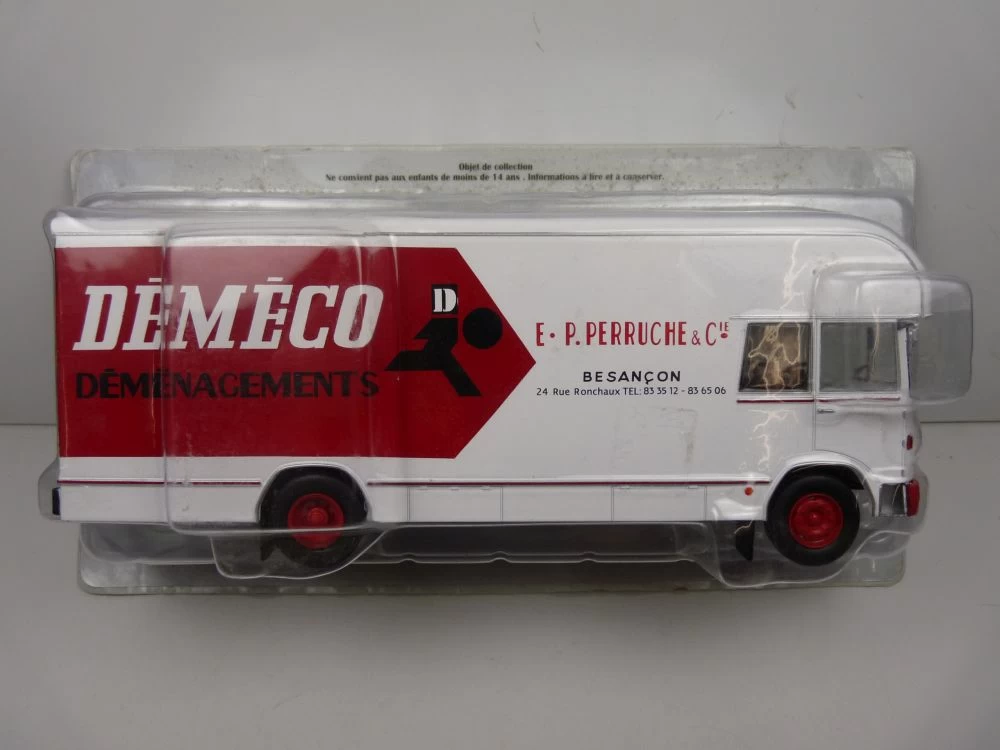 Objet de collection
Ne convient pas aux enfants de moins de 14 ans . Informations à lire et à conserver.
DÉMÉCO
DÉMÉNAGEMENTS
D
E. P. PERRUCHE & CIE
BESANÇON
24 Rue Ronchaux TEL: 83 35 12 - 83 65 06